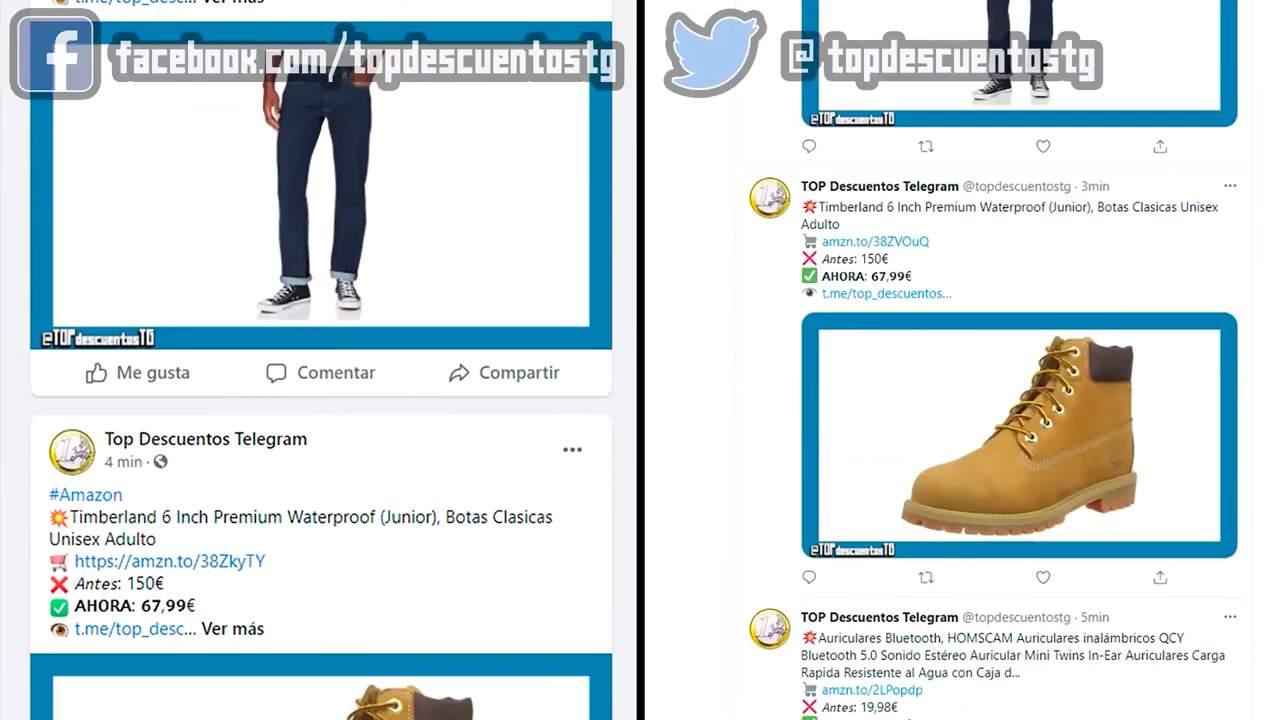 t.me/top_desc... Ver más
facebook.com/topdescuentostg
@TOPdescuentosTG
Me gusta
Comentar
Compartir
Top Descuentos Telegram
4 min ·
#Amazon
💥Timberland 6 Inch Premium Waterproof (Junior), Botas Clasicas
Unisex Adulto
🛒 https://amzn.to/38ZkyTY
❌ Antes: 150€
✅ AHORA: 67,99€
👁 t.me/top_desc... Ver más
@topdescuentostg
@TOPdescuentosTG
TOP Descuentos Telegram @topdescuentostg · 3min
💥Timberland 6 Inch Premium Waterproof (Junior), Botas Clasicas Unisex
Adulto
🛒 amzn.to/38ZVOuQ
❌ Antes: 150€
✅ AHORA: 67,99€
👁 t.me/top_descuentos...
@TOPdescuentosTG
TOP Descuentos Telegram @topdescuentostg · 5min
💥Auriculares Bluetooth, HOMSCAM Auriculares inalámbricos QCY
Bluetooth 5.0 Sonido Estéreo Auricular Mini Twins In-Ear Auriculares Carga
Rapida Resistente al Agua con Caja d...
🛒 amzn.to/2LPopdp
❌ Antes: 19,98€